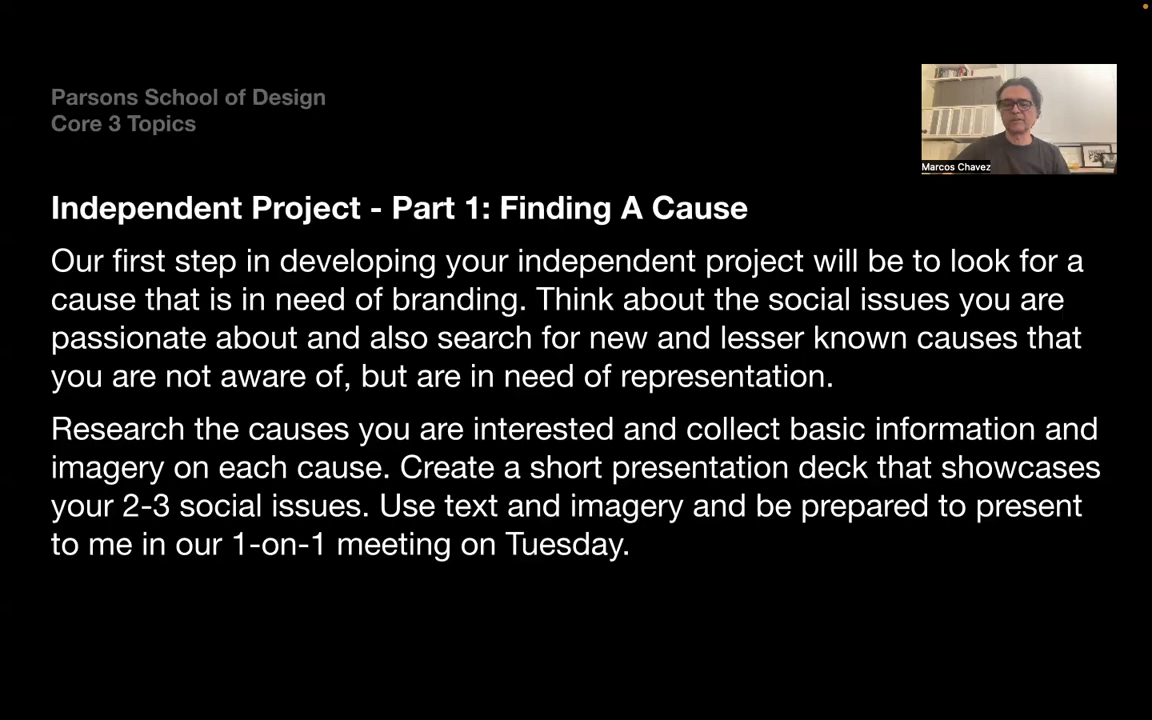 Parsons School of Design
Core 3 Topics
Marcos Chavez
Independent Project - Part 1: Finding A Cause
Our first step in developing your independent project will be to look for a
cause that is in need of branding. Think about the social issues you are
passionate about and also search for new and lesser known causes that
you are not aware of, but are in need of representation.
Research the causes you are interested and collect basic information and
imagery on each cause. Create a short presentation deck that showcases
your 2-3 social issues. Use text and imagery and be prepared to present
to me in our 1-on-1 meeting on Tuesday.